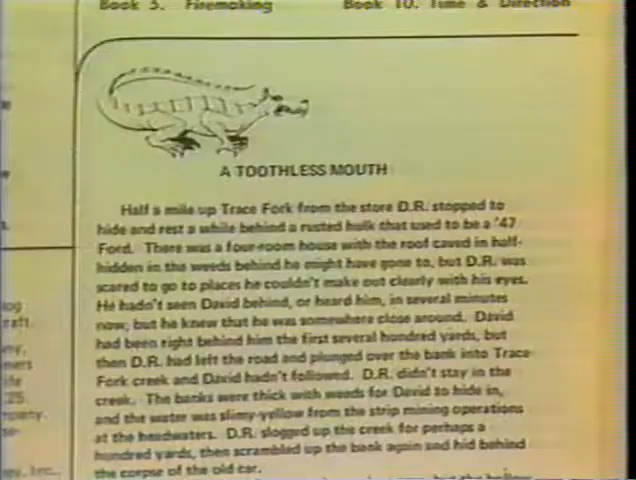 Book 5. Firemaking
Book 10. Time & Direction
A TOOTHLESS MOUTH
Half a mile up Trace Fork from the store D.R. stopped to
hide and rest a while behind a rusted hulk that used to be a '47
Ford. There was a four-room house with the roof caved in half-
hidden in the weeds behind he might have gone to, but D.R. was
scared to go to places he couldn't make out clearly with his eyes.
He hadn't seen David behind, or heard him, in several minutes
now, but he knew that he was somewhere close around. David
had been right behind him the first several hundred yards, but
then D.R. had left the road and plunged over the bank into Trace
Fork creek and David hadn't followed. D.R. didn't stay in the
creek. The banks were thick with weeds for David to hide in,
and the water was slimy-yellow from the strip mining operations
at the headwaters. D.R. slogged up the creek for perhaps a
hundred yards, then scrambled up the bank again and hid behind
the corpse of the old car.
but the hollow